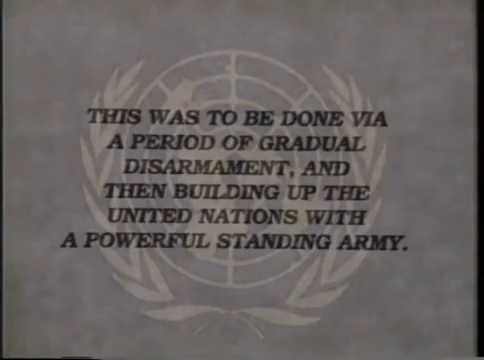 THIS WAS TO BE DONE VIA
A PERIOD OF GRADUAL
DISARMAMENT, AND
THEN BUILDING UP THE
UNITED NATIONS WITH
A POWERFUL STANDING ARMY.